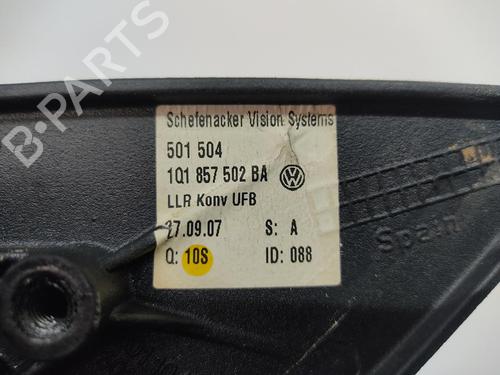 Schefenacker Vision Systems
501 504
1Q1 857 502 BA
LLR Konv UFB
27.09.07 S: A
Q: 10S ID: 088
Spain
B-PARTS